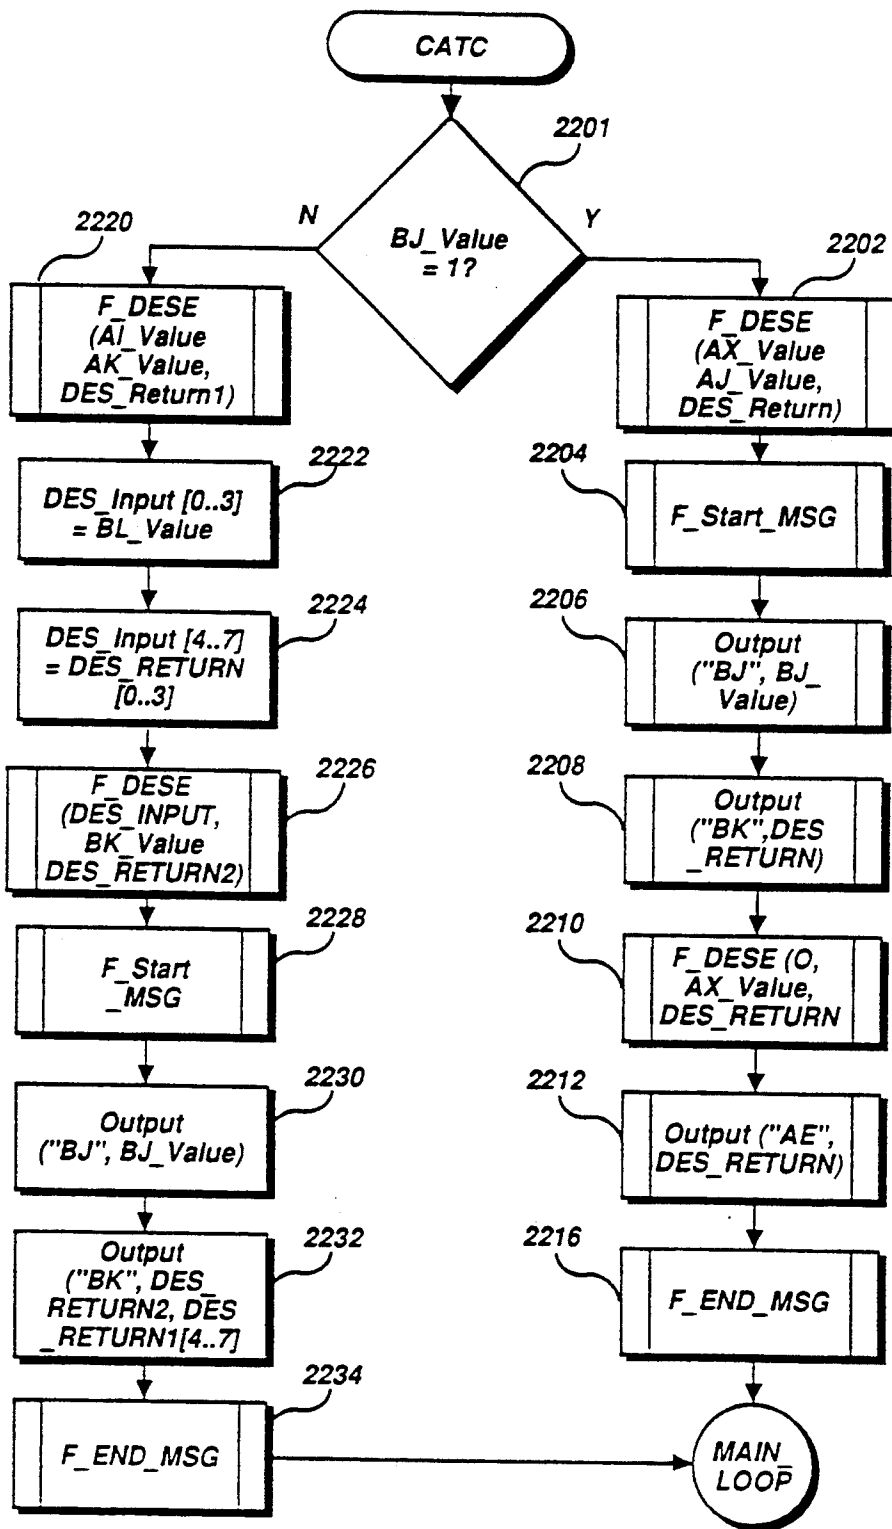 CATC
2201
BJ_Value
= 1?
N
Y
2220
F_DESE
(AI_Value
AK_Value,
DES_Return1)
2222
DES_Input [0..3]
= BL_Value
2224
DES_Input [4..7]
= DES_RETURN
[0..3]
2226
F_DESE
(DES_INPUT,
BK_Value
DES_RETURN2)
2228
F_Start
_MSG
2230
Output
("BJ", BJ_Value)
2232
Output
("BK", DES_
RETURN2, DES
_RETURN1[4..7]
2234
F_END_MSG
2202
F_DESE
(AX_Value
AJ_Value,
DES_Return)
2204
F_Start_MSG
2206
Output
("BJ", BJ_
Value)
2208
Output
("BK",DES
_RETURN)
2210
F_DESE (O,
AX_Value,
DES_RETURN
2212
Output ("AE",
DES_RETURN)
2216
F_END_MSG
MAIN_
LOOP